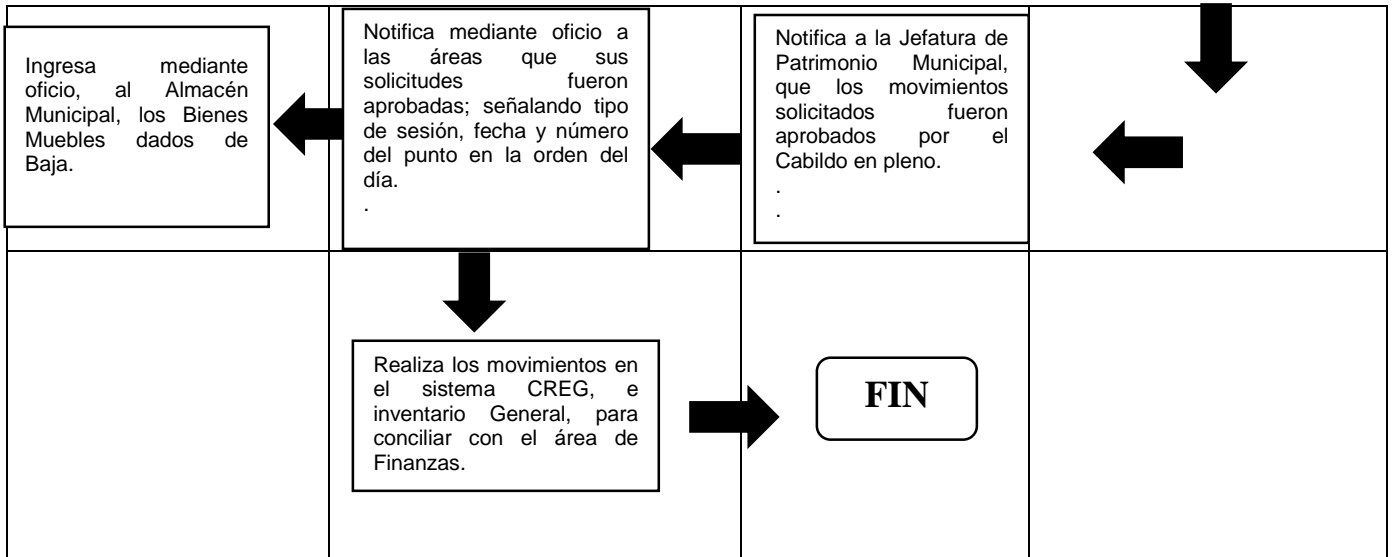 Ingresa mediante
oficio, al Almacén
Municipal, los Bienes
Muebles dados de
Baja.
Notifica mediante oficio a
las áreas que sus
solicitudes fueron
aprobadas; señalando tipo
de sesión, fecha y número
del punto en la orden del
día.
.
Notifica a la Jefatura de
Patrimonio Municipal,
que los movimientos
solicitados fueron
aprobados por el
Cabildo en pleno.
.
.
Realiza los movimientos en
el sistema CREG, e
inventario General, para
conciliar con el área de
Finanzas.
FIN